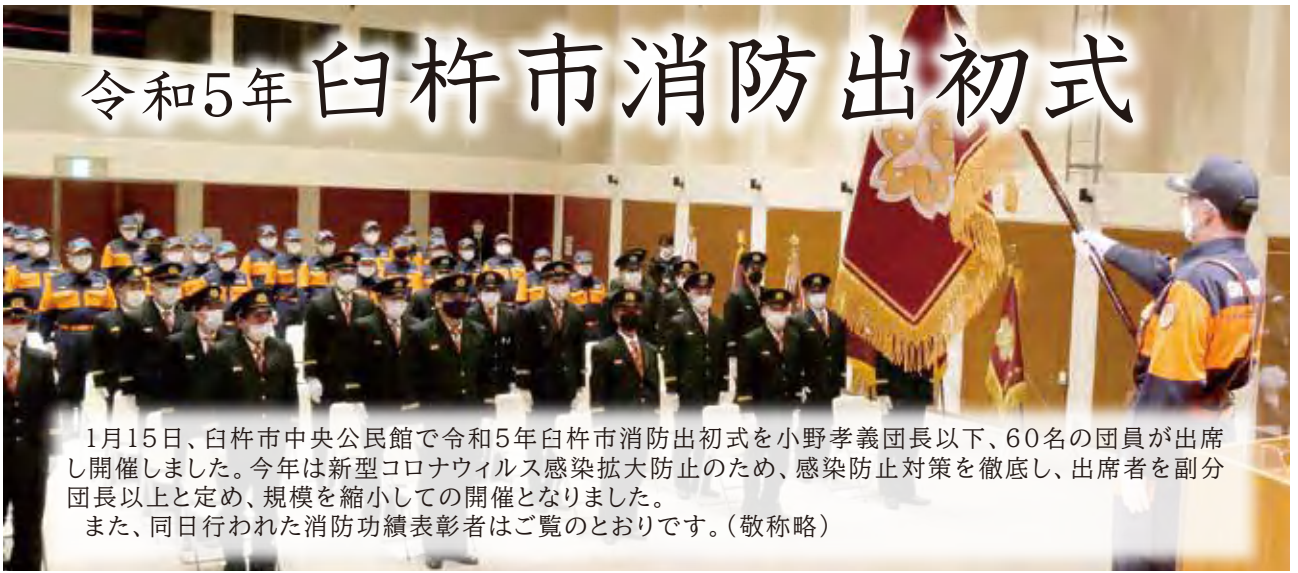 令和5年 臼杵市消防出初式
1月15日、臼杵市中央公民館で令和5年臼杵市消防出初式を小野孝義団長以下、60名の団員が出席
し開催しました。今年は新型コロナウィルス感染拡大防止のため、感染防止対策を徹底し、出席者を副分
団長以上と定め、規模を縮小しての開催となりました。
また、同日行われた消防功績表彰者はご覧のとおりです。(敬称略)